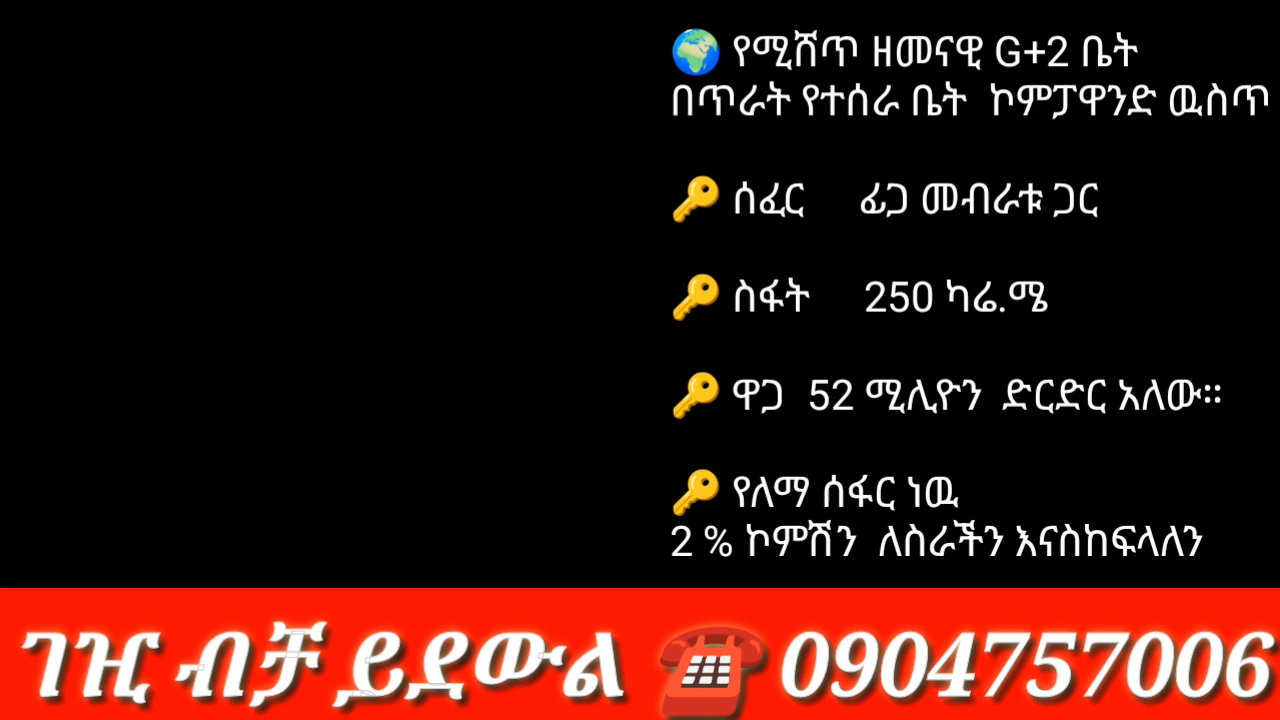 🌍 የሚሸጥ ዘመናዊ G+2 ቤት
በጥራት የተሰራ ቤት ኮምፓዋንድ ዉስጥ
🔑 ሰፈር ፊጋ መብራቱ ጋር
🔑 ስፋት 250 ካሬ.ሜ
🔑 ዋጋ 52 ሚሊዮን ድርድር አለው።
🔑 የለማ ሰፋር ነዉ
2 % ኮምሽን ለስራችን እናስከፍላለን
ገዢ ብቻ ይደውል ☎ 0904757006